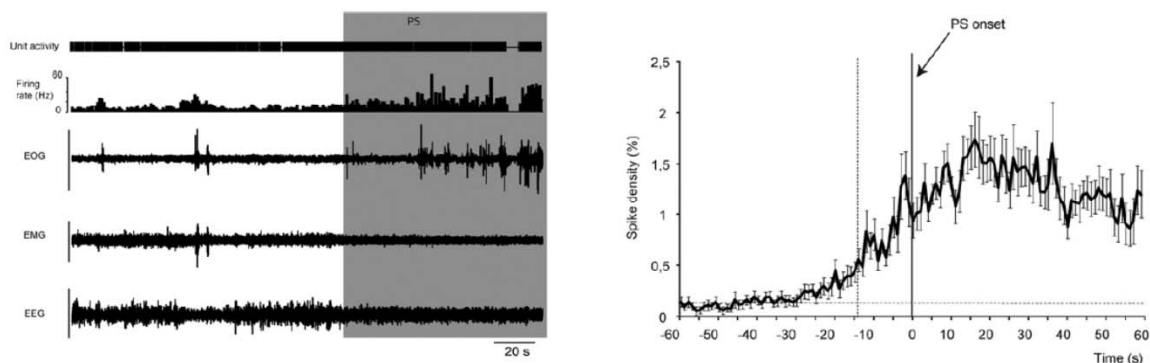 PS
Unit activity
Firing rate (Hz)
60
0
EOG
EMG
EEG
20 s
PS onset
2,5
2
1.5
1
0,5
0
Spike density (%)
-60 -50 -40 -30 -20 -10 0 10 20 30 40 50 60
Time (s)